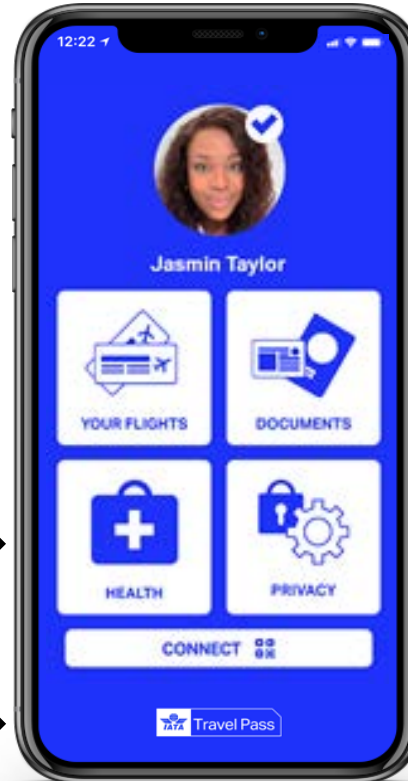 12:22
Jasmin Taylor
YOUR FLIGHTS
DOCUMENTS
HEALTH
PRIVACY
CONNECT
IATA Travel Pass